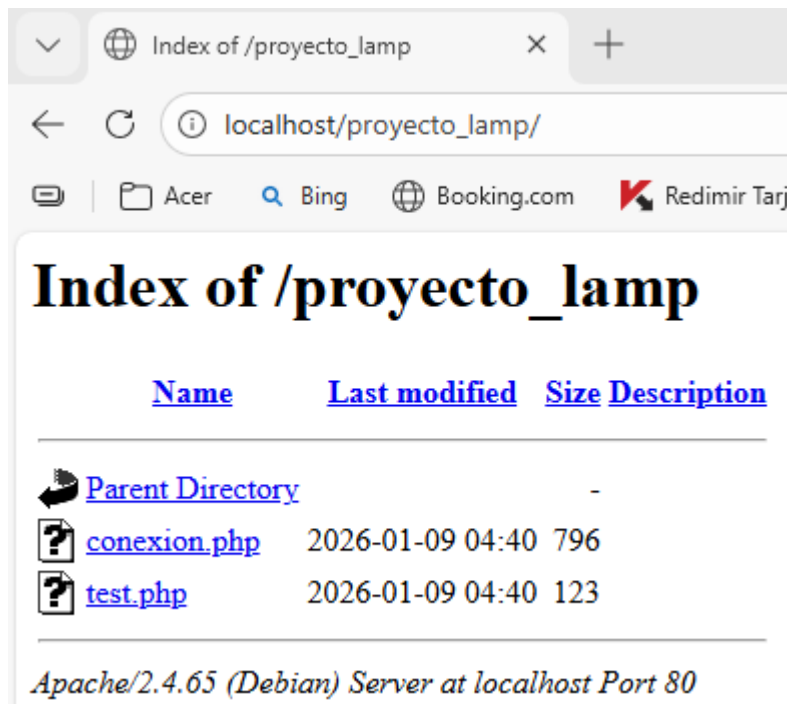 Index of /proyecto_lamp
localhost/proyecto_lamp/
Acer Bing Booking.com Redimir Tarj
Index of /proyecto_lamp
Name Last modified Size Description
Parent Directory -
conexion.php 2026-01-09 04:40 796
test.php 2026-01-09 04:40 123
Apache/2.4.65 (Debian) Server at localhost Port 80